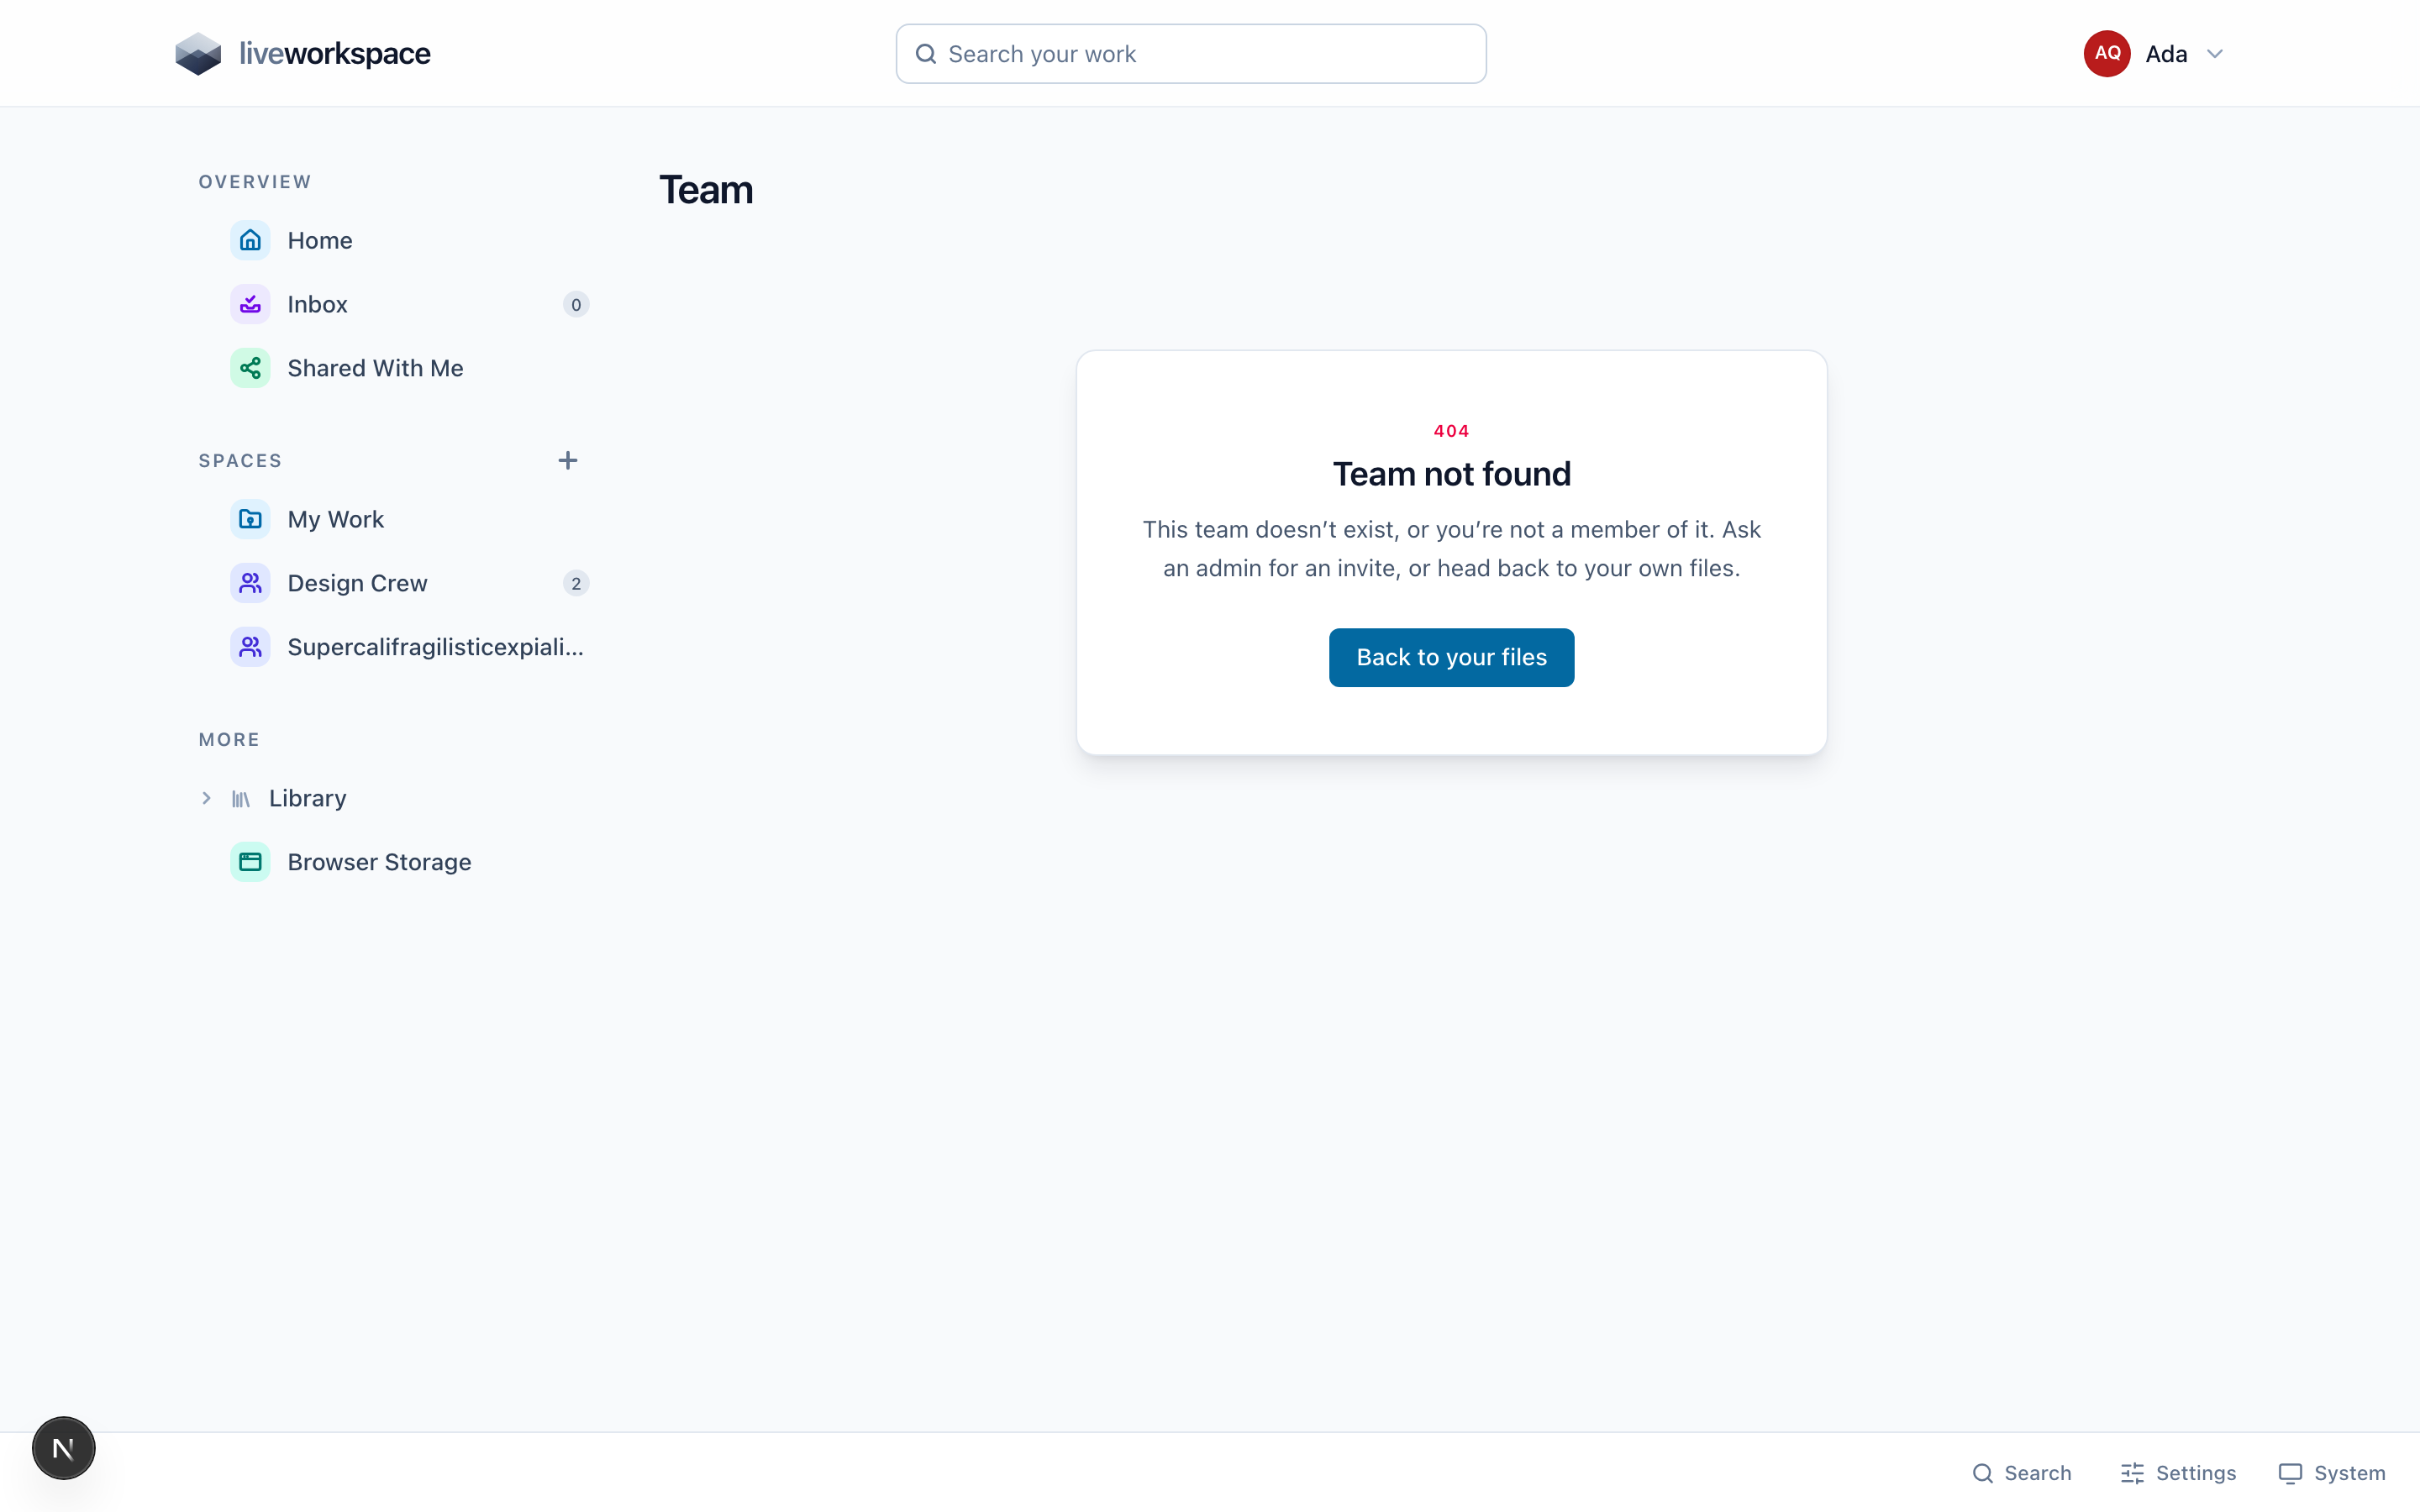 liveworkspace
Search your work
AQ
Ada
OVERVIEW
Home
Inbox
0
Shared With Me
SPACES
My Work
Design Crew
2
Supercalifragilisticexpiali...
MORE
Library
Browser Storage
Team
404
Team not found
This team doesn’t exist, or you’re not a member of it. Ask
an admin for an invite, or head back to your own files.
Back to your files
N
Search
Settings
System